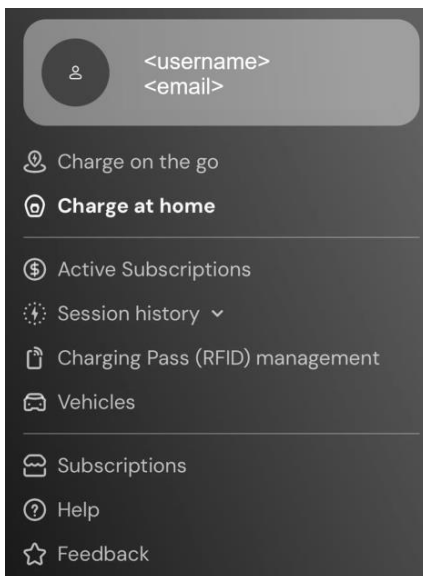 <username>
<email>
Charge on the go
Charge at home
Active Subscriptions
Session history
Charging Pass (RFID) management
Vehicles
Subscriptions
Help
Feedback